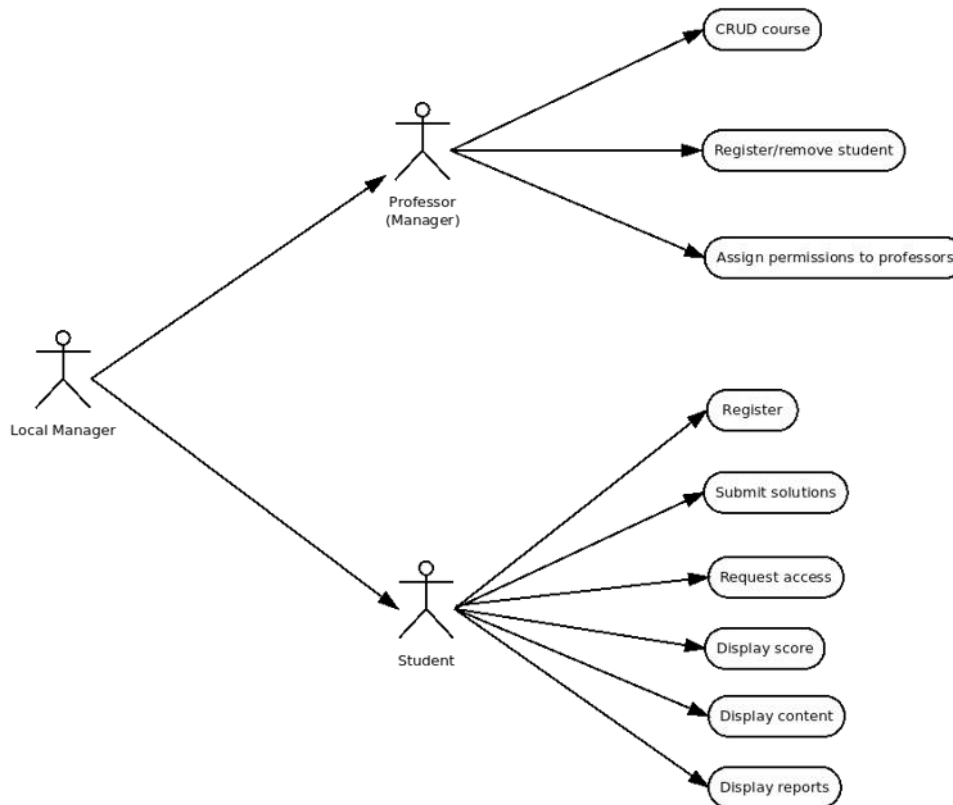 CRUD course
Register/remove student
Professor
(Manager)
Assign permissions to professors
Local Manager
Register
Submit solutions
Request access
Display score
Student
Display content
Display reports